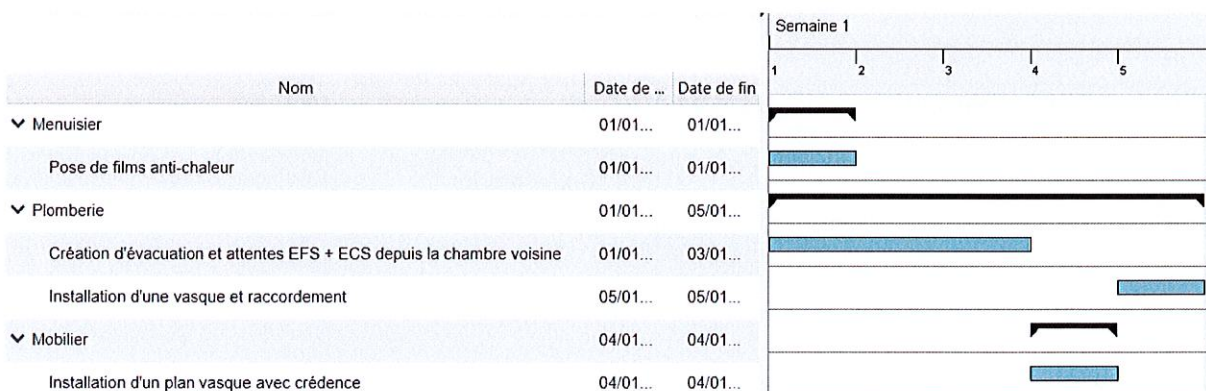 Semaine 1
1 2 3 4 5
Nom Date de ... Date de fin
Menuisier 01/01... 01/01...
Pose de films anti-chaleur 01/01... 01/01...
Plomberie 01/01... 05/01...
Création d'évacuation et attentes EFS + ECS depuis la chambre voisine 01/01... 03/01...
Installation d'une vasque et raccordement 05/01... 05/01...
Mobilier 04/01... 04/01...
Installation d'un plan vasque avec crédence 04/01... 04/01...